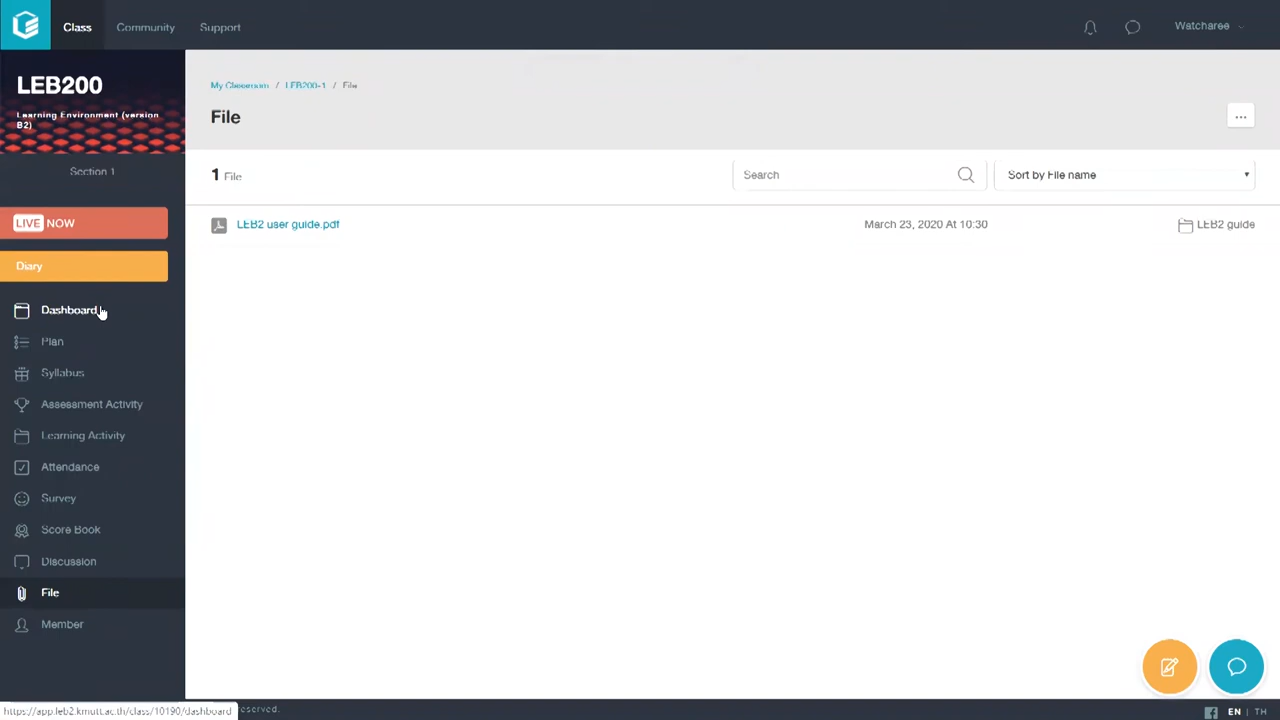 Class Community Support Watcharee
LEB200
Learning Environment (version
B2)
Section 1
LIVE NOW
Diary
Dashboard
Plan
Syllabus
Assessment Activity
Learning Activity
Attendance
Survey
Score Book
Discussion
File
Member
My Classroom / LEB200-1 / File
File
...
1 File
Search
Sort by File name
LEB2 user guide.pdf March 23, 2020 At 10:30 LEB2 guide
https://app.leb2.kmutt.ac.th/class/10190/dashboard
served.
EN | TH